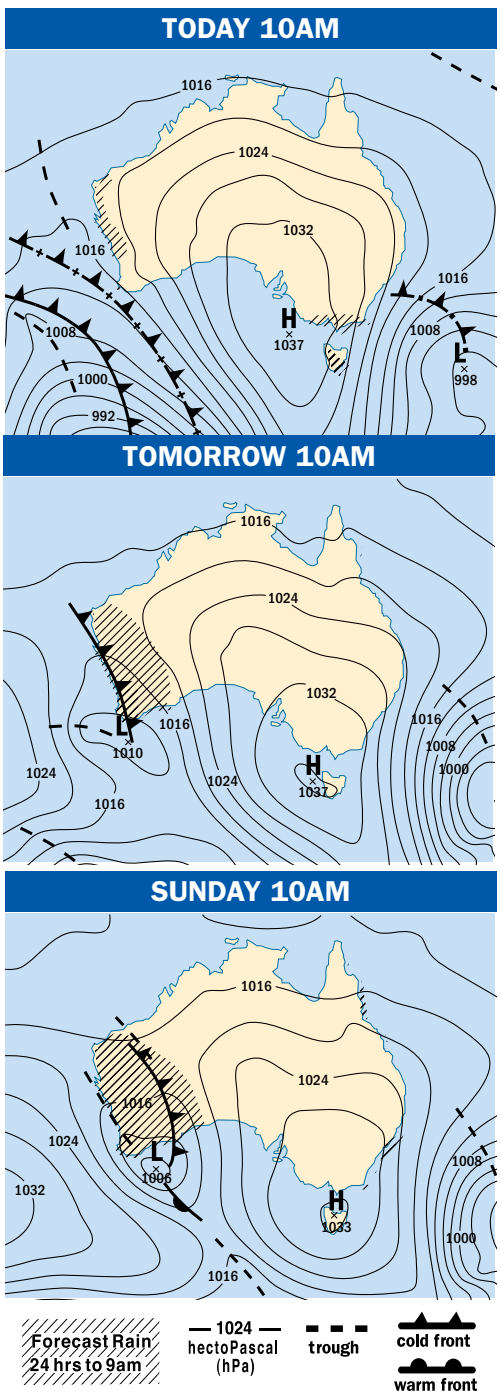 TODAY 10AM
1016
1024
1032
1016
1016
H
1037
1008
1008
L
998
1000
992
TOMORROW 10AM
1016
1024
1032
1016
1016
L
1010
1008
1024
1024
H
1000
1037
1016
SUNDAY 10AM
1016
1024
1016
1024
L
1006
1008
1032
H
1033
1000
1016
Forecast Rain
24 hrs to 9am
1024
hectoPascal
(hPa)
trough
cold front
warm front